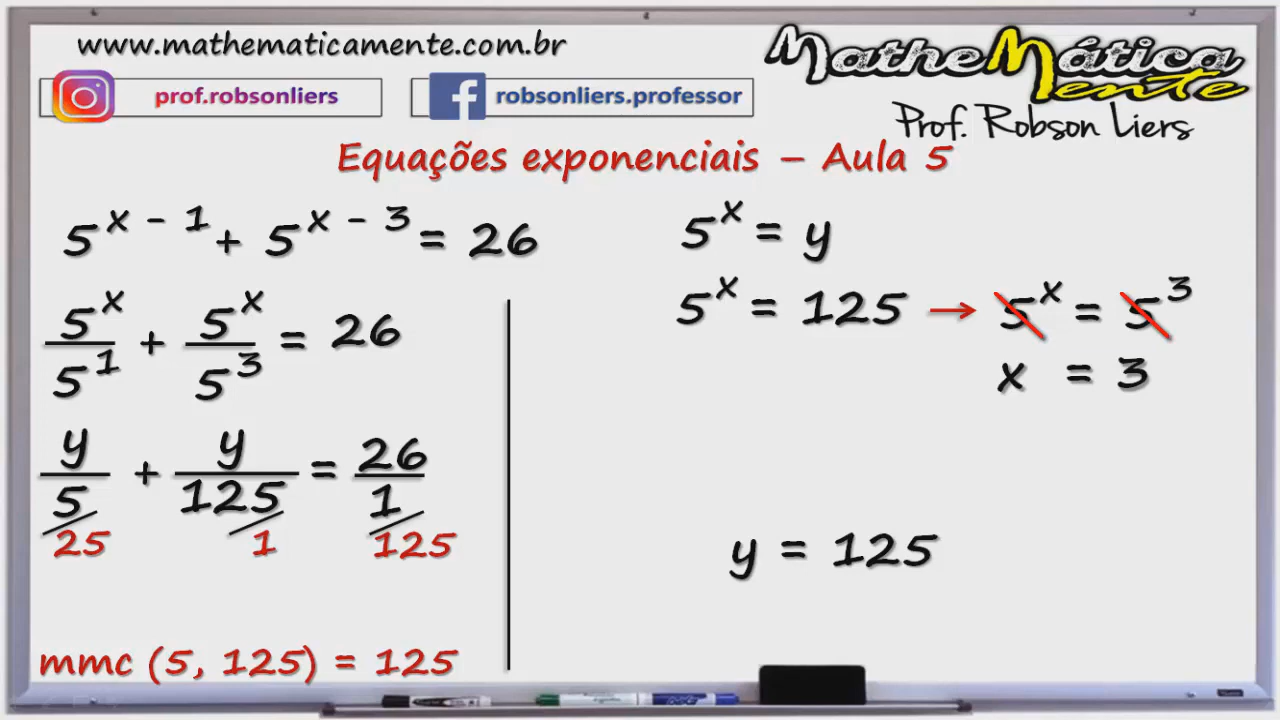 www.mathematicamente.com.br
MatheMática
mente
prof.robsonliers
robsonliers.professor
Prof. Robson Liers
Equações exponenciais – Aula 5
5^(x - 1) + 5^(x - 3) = 26
5^x/5^1 + 5^x/5^3 = 26
y/5 + y/125 = 26/1
25 1 125
mmc (5, 125) = 125
5^x = y
5^x = 125 → 5^x = 5^3
x = 3
y = 125